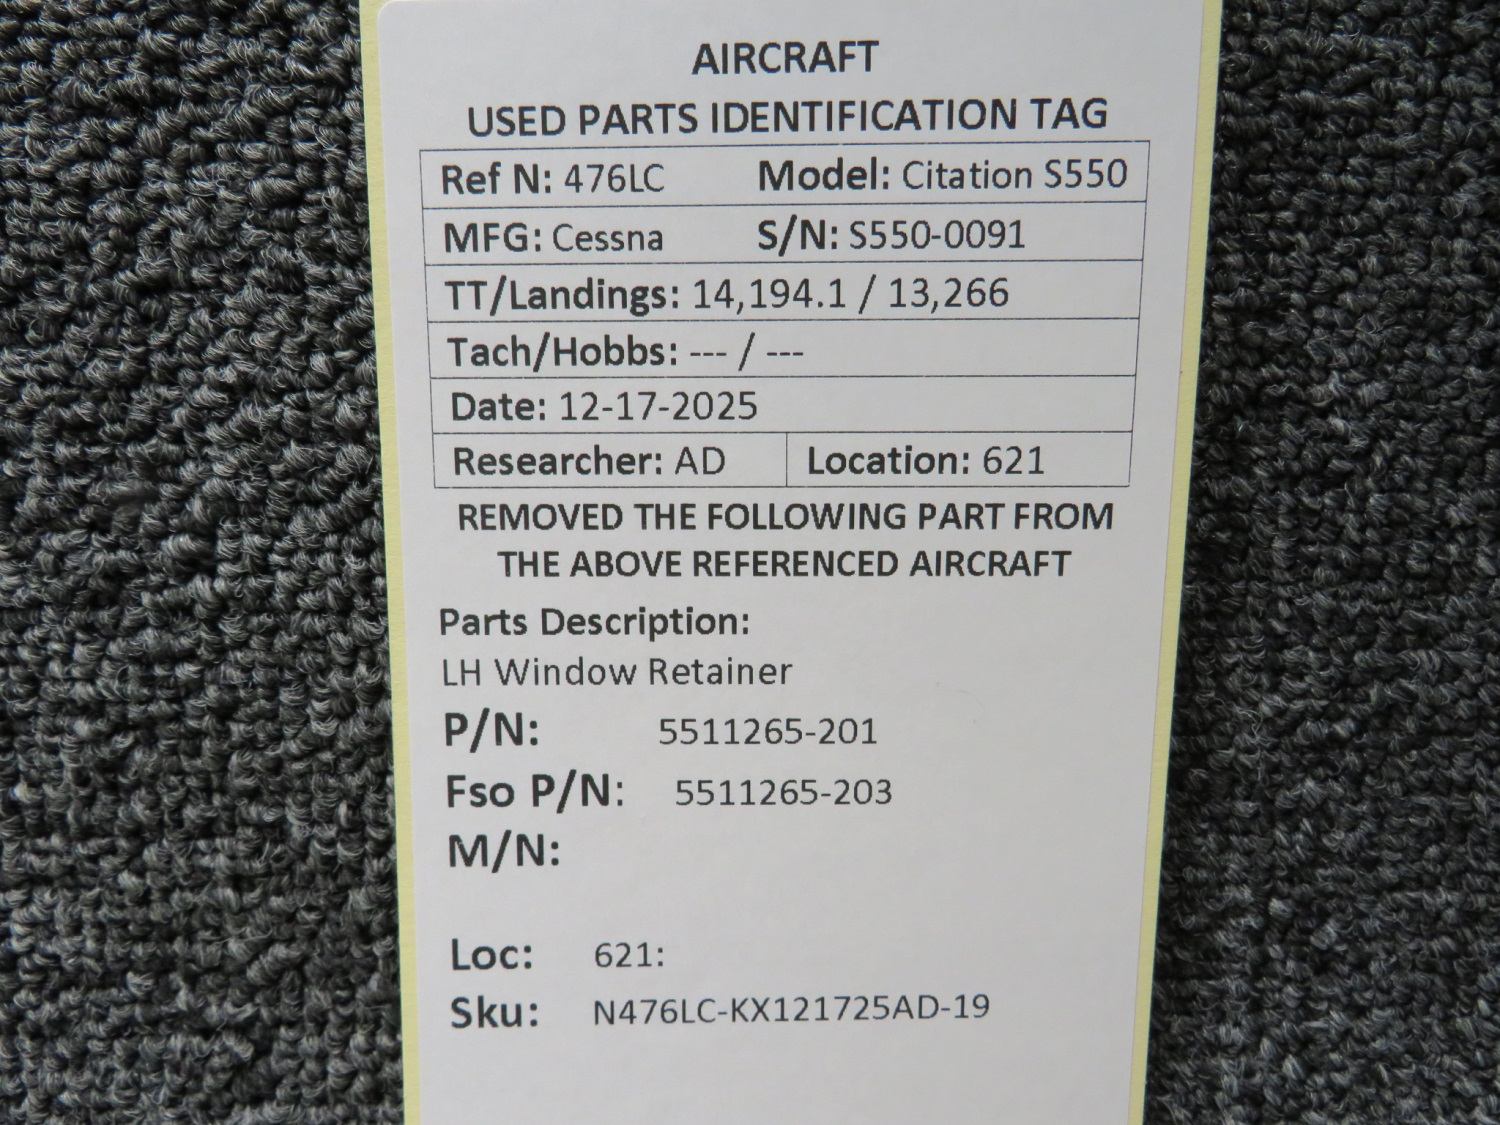 AIRCRAFT
USED PARTS IDENTIFICATION TAG
Ref N: 476LC Model: Citation S550
MFG: Cessna S/N: S550-0091
TT/Landings: 14,194.1 / 13,266
Tach/Hobbs: --- / ---
Date: 12-17-2025
Researcher: AD Location: 621
REMOVED THE FOLLOWING PART FROM
THE ABOVE REFERENCED AIRCRAFT
Parts Description:
LH Window Retainer
P/N: 5511265-201
Fso P/N: 5511265-203
M/N:
Loc: 621:
Sku: N476LC-KX121725AD-19